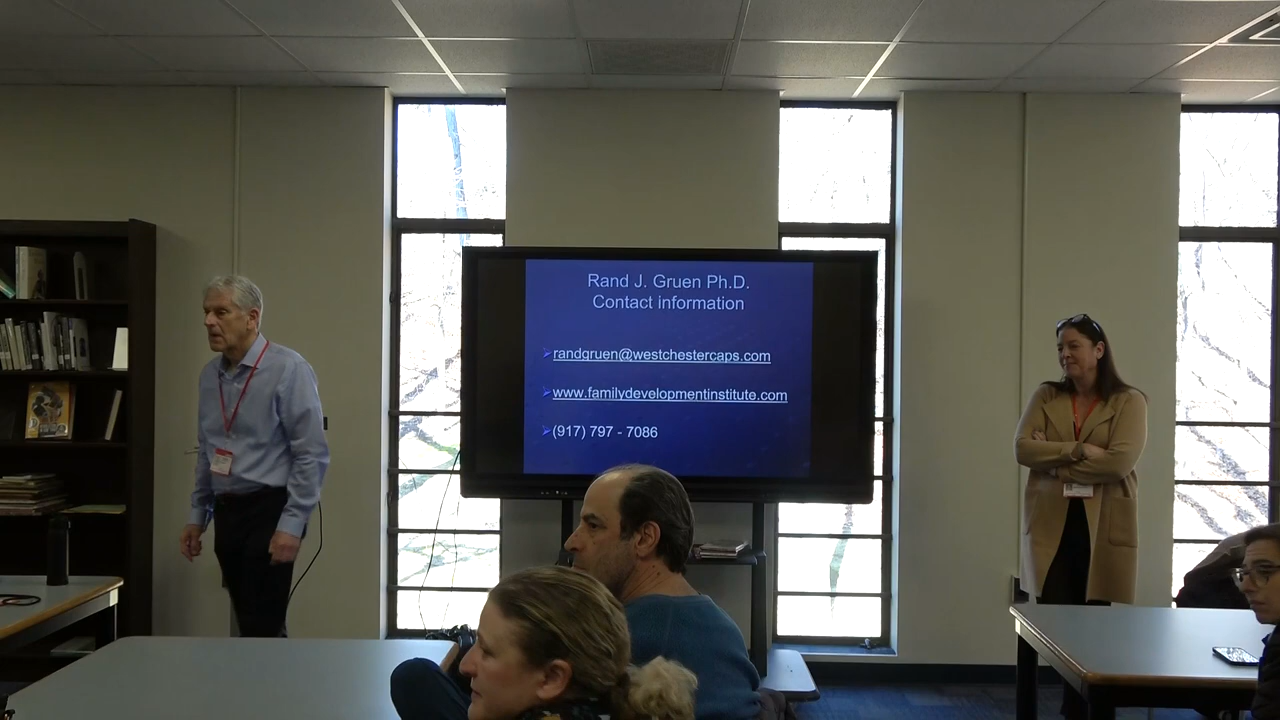 Rand J. Gruen Ph.D.
Contact information
randgruen@westchestercaps.com
www.familydevelopmentinstitute.com
(917) 797 - 7086